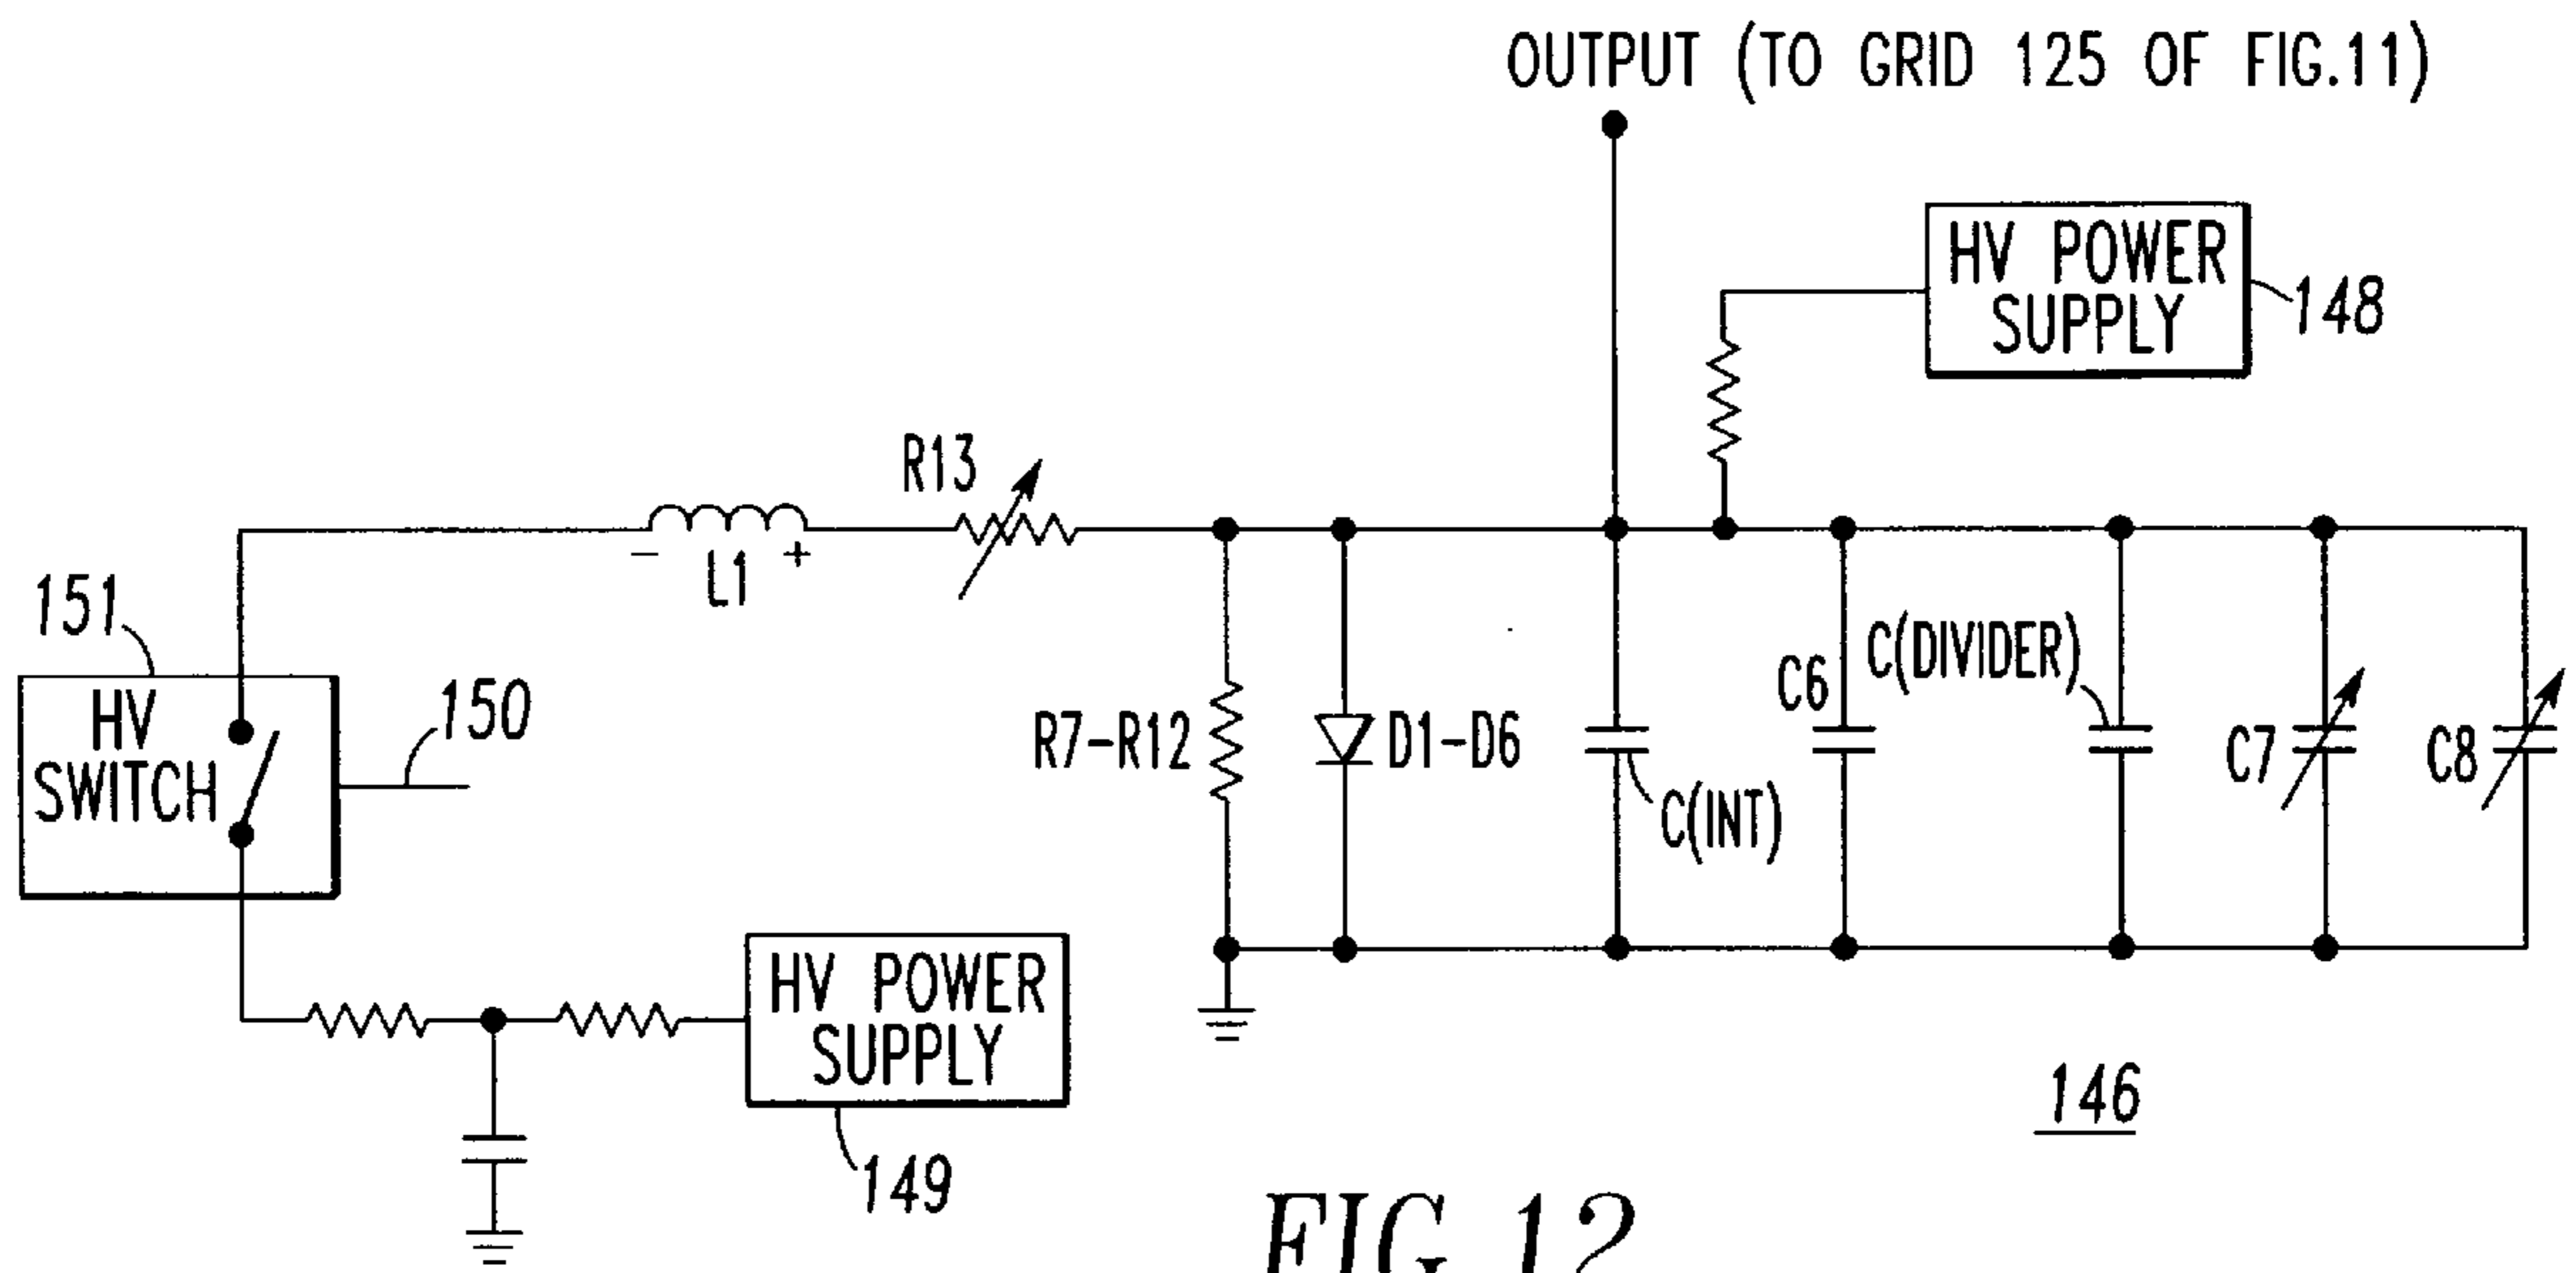 OUTPUT (TO GRID 125 OF FIG.11)
HV POWER
SUPPLY
148
R13
- L1 +
151
HV
SWITCH
150
R7-R12
D1-D6
C(INT)
C6
C(DIVIDER)
C7
C8
HV POWER
SUPPLY
149
146
FIG.12